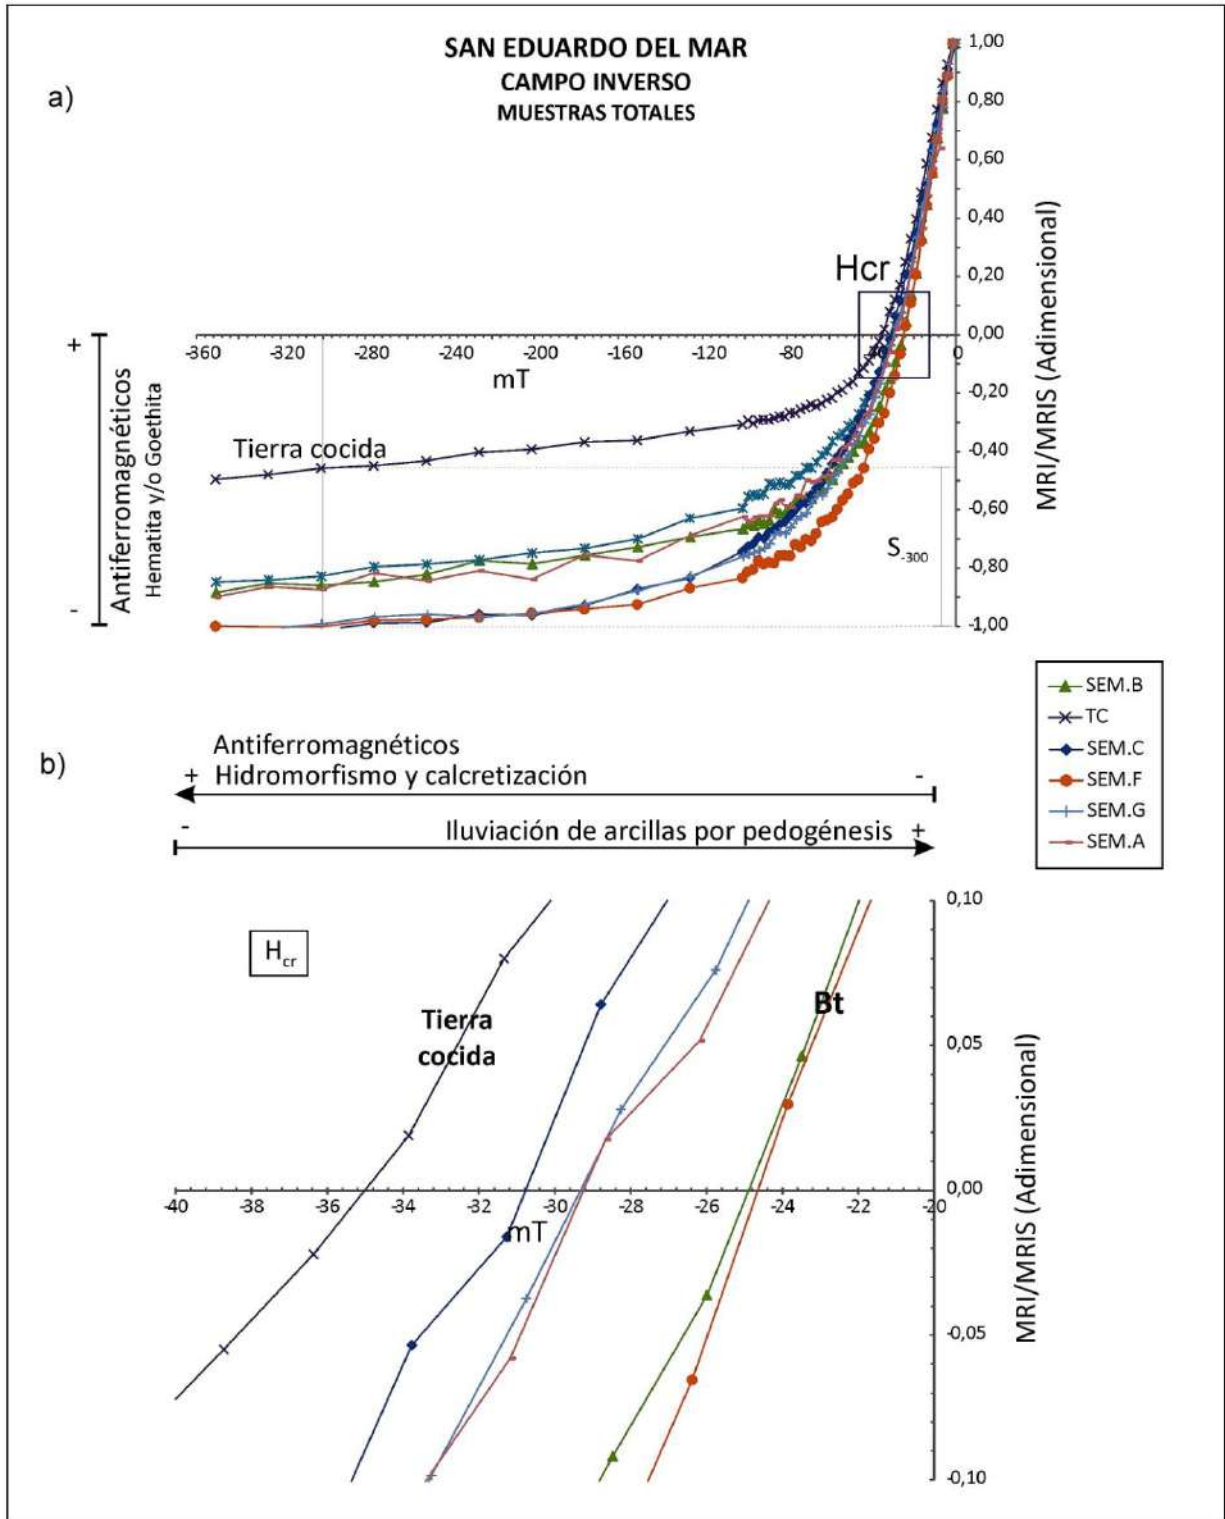 SAN EDUARDO DEL MAR
CAMPO INVERSO
MUESTRAS TOTALES
a)
1,00
0,80
0,60
0,40
0,20
0,00
-0,20
-0,40
-0,60
-0,80
-1,00
MRI/MRIS (Adimensional)
Hcr
-360 -320 -280 -240 -200 -160 -120 -80 -40 0
mT
+
-
Antiferromagnéticos
Hematita y/o Goethita
Tierra cocida
S-300
SEM.B
TC
SEM.C
SEM.F
SEM.G
SEM.A
b)
Antiferromagnéticos
+ Hidromorfismo y calcretización -
- Iluviación de arcillas por pedogénesis +
Hcr
Tierra
cocida
Bt
0,10
0,05
0,00
-0,05
-0,10
MRI/MRIS (Adimensional)
-40 -38 -36 -34 -32 -30 -28 -26 -24 -22 -20
mT